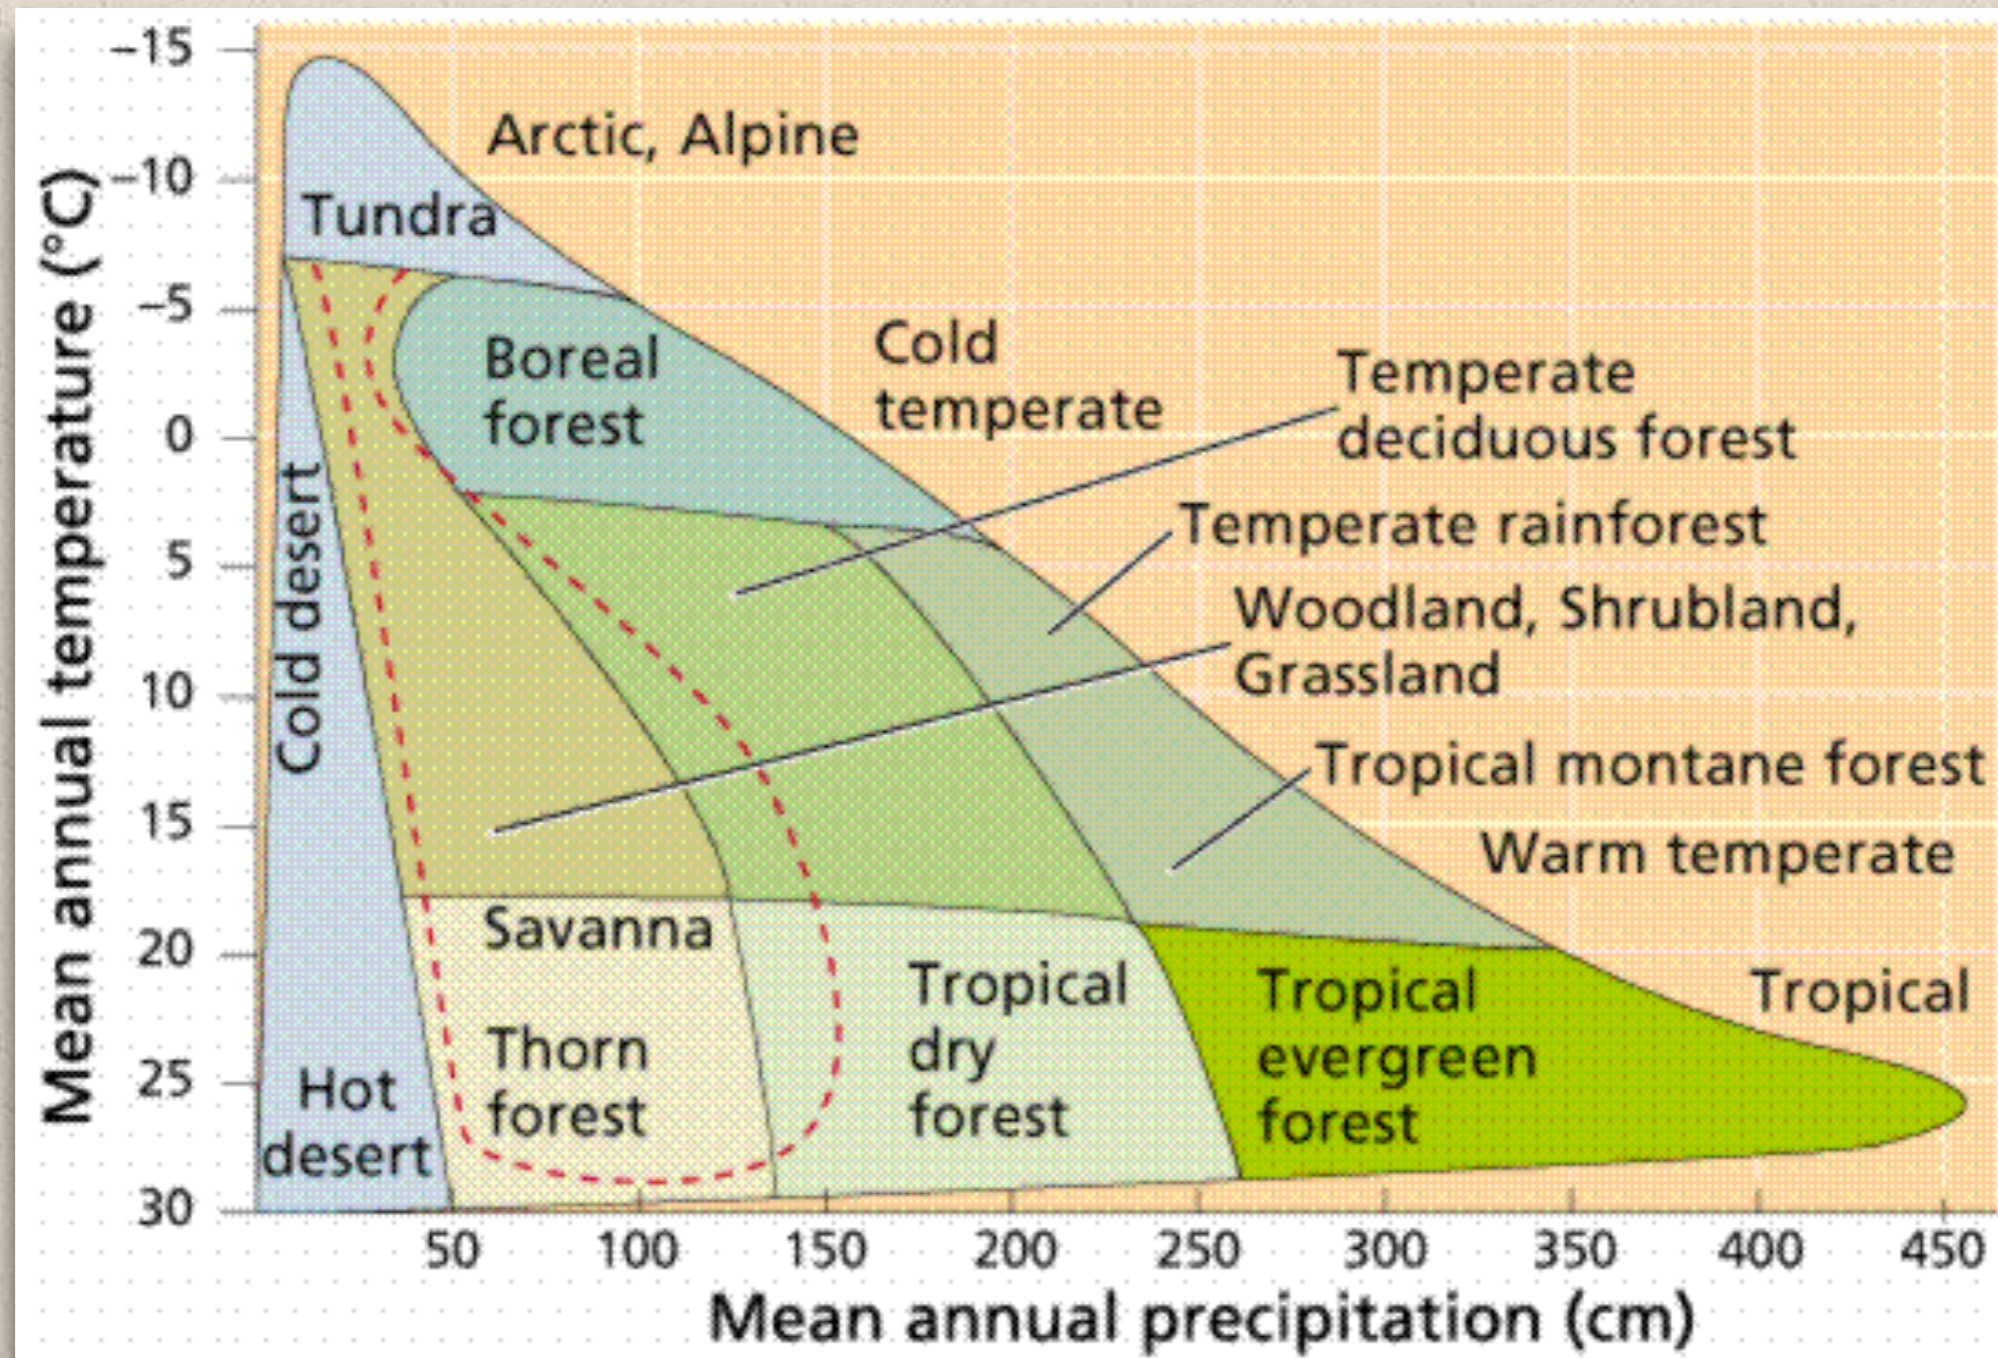 Mean annual temperature (°C)
–15
–10
–5
0
5
10
15
20
25
30
Arctic, Alpine
Tundra
Boreal
forest
Cold
temperate
Temperate
deciduous forest
Temperate rainforest
Woodland, Shrubland,
Grassland
Cold desert
Tropical montane forest
Warm temperate
Savanna
Thorn
forest
Tropical
dry
forest
Tropical
evergreen
forest
Tropical
Hot
desert
50 100 150 200 250 300 350 400 450
Mean annual precipitation (cm)